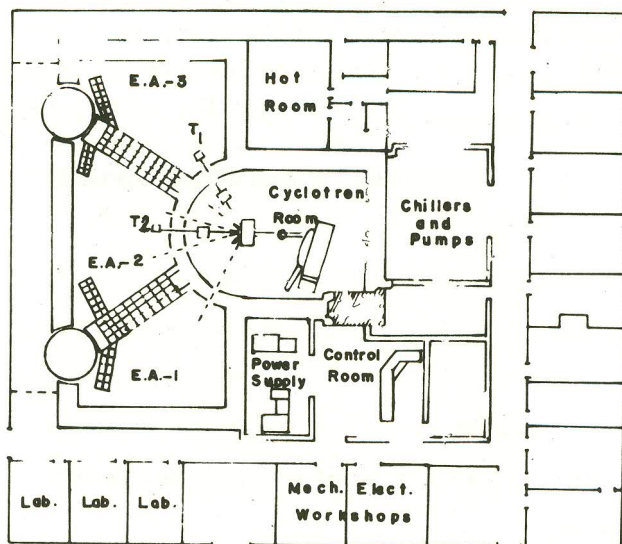 E.A.-3
Hot
Room
T1
Cyclotren
Room
Chillers
and
Pumps
T2
E.A.-2
E.A.-1
Power
Supply
Control
Room
Lab. Lab. Lab.
Mech. Elect.
Workshops